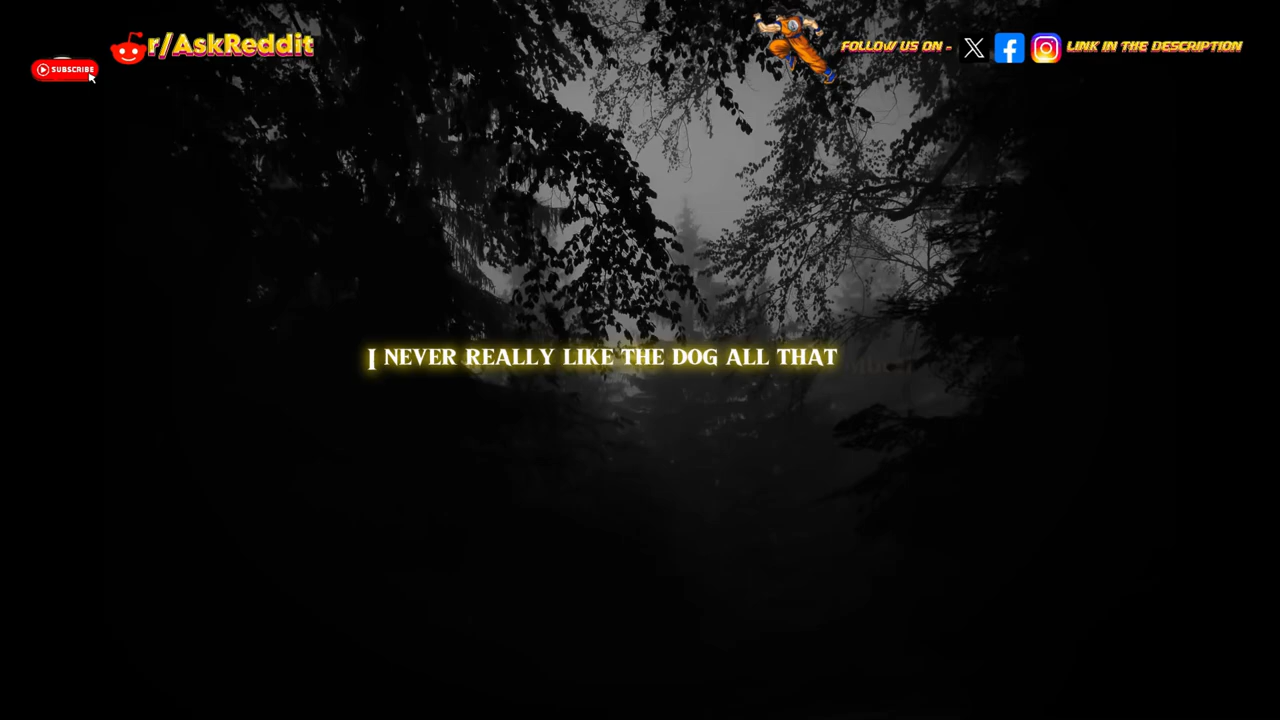 r/AskReddit
FOLLOW US ON -
LINK IN THE DESCRIPTION
SUBSCRIBE
I NEVER REALLY LIKE THE DOG ALL THAT